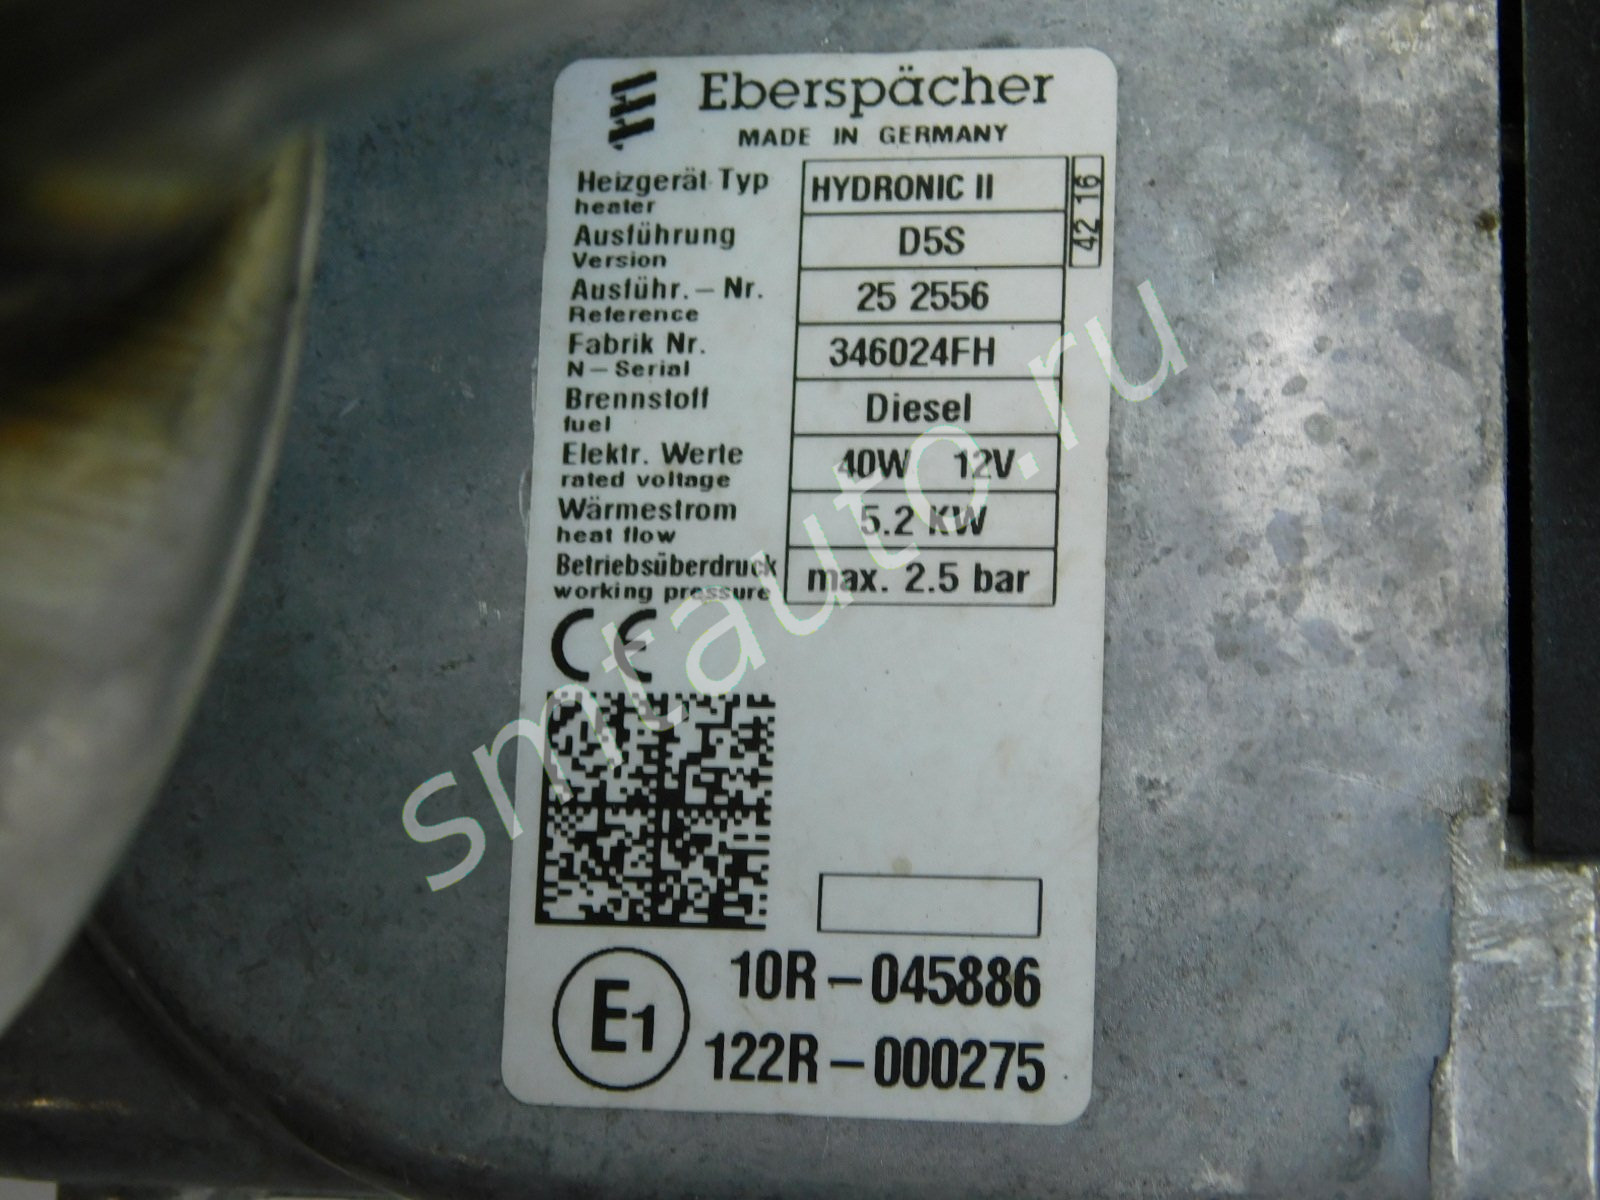 Eberspächer
MADE IN GERMANY
Heizgerät Typ HYDRONIC II
heater
42 16
Ausführung D5S
Version
Ausführ. – Nr. 25 2556
Reference
Fabrik Nr. 346024FH
N – Serial
Brennstoff Diesel
fuel
Elektr. Werte 40W 12V
rated voltage
Wärmestrom 5.2 KW
heat flow
Betriebsüberdruck max. 2.5 bar
working pressure
CE
E1
10R – 045886
122R – 000275
smtauto.ru